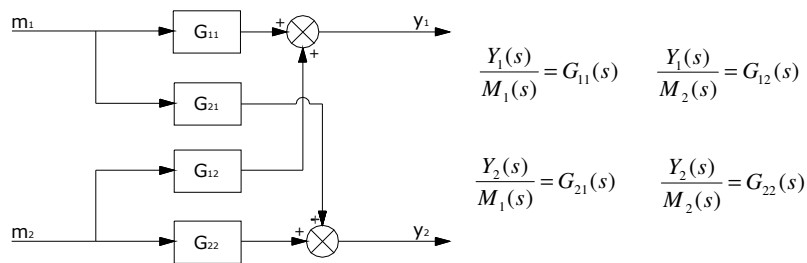 m₁
G₁₁
+
+
y₁
G₂₁
G₁₂
m₂
G₂₂
+
+
y₂
Y₁(s)/M₁(s) = G₁₁(s)
Y₁(s)/M₂(s) = G₁₂(s)
Y₂(s)/M₁(s) = G₂₁(s)
Y₂(s)/M₂(s) = G₂₂(s)